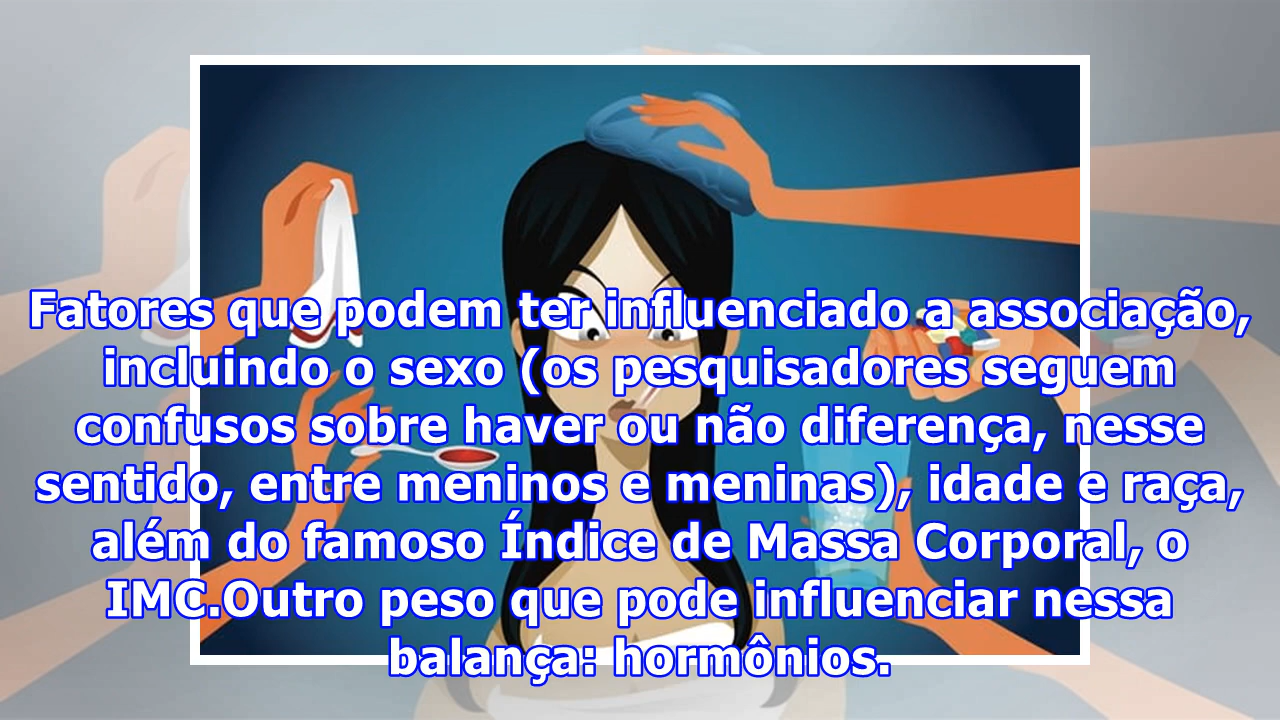 Fatores que podem ter influenciado a associação,
incluindo o sexo (os pesquisadores seguem
confusos sobre haver ou não diferença, nesse
sentido, entre meninos e meninas), idade e raça,
além do famoso Índice de Massa Corporal, o
IMC.Outro peso que pode influenciar nessa
balança: hormônios.